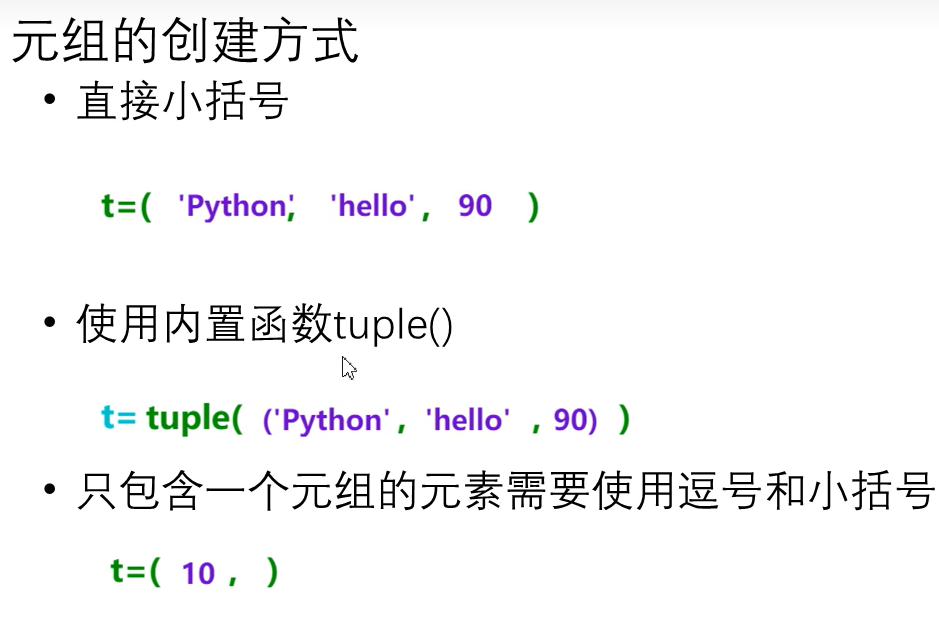 元组的创建方式
• 直接小括号
t=( 'Python', 'hello', 90 )
• 使用内置函数tuple()
t= tuple( ('Python', 'hello' , 90) )
• 只包含一个元组的元素需要使用逗号和小括号
t=( 10 , )